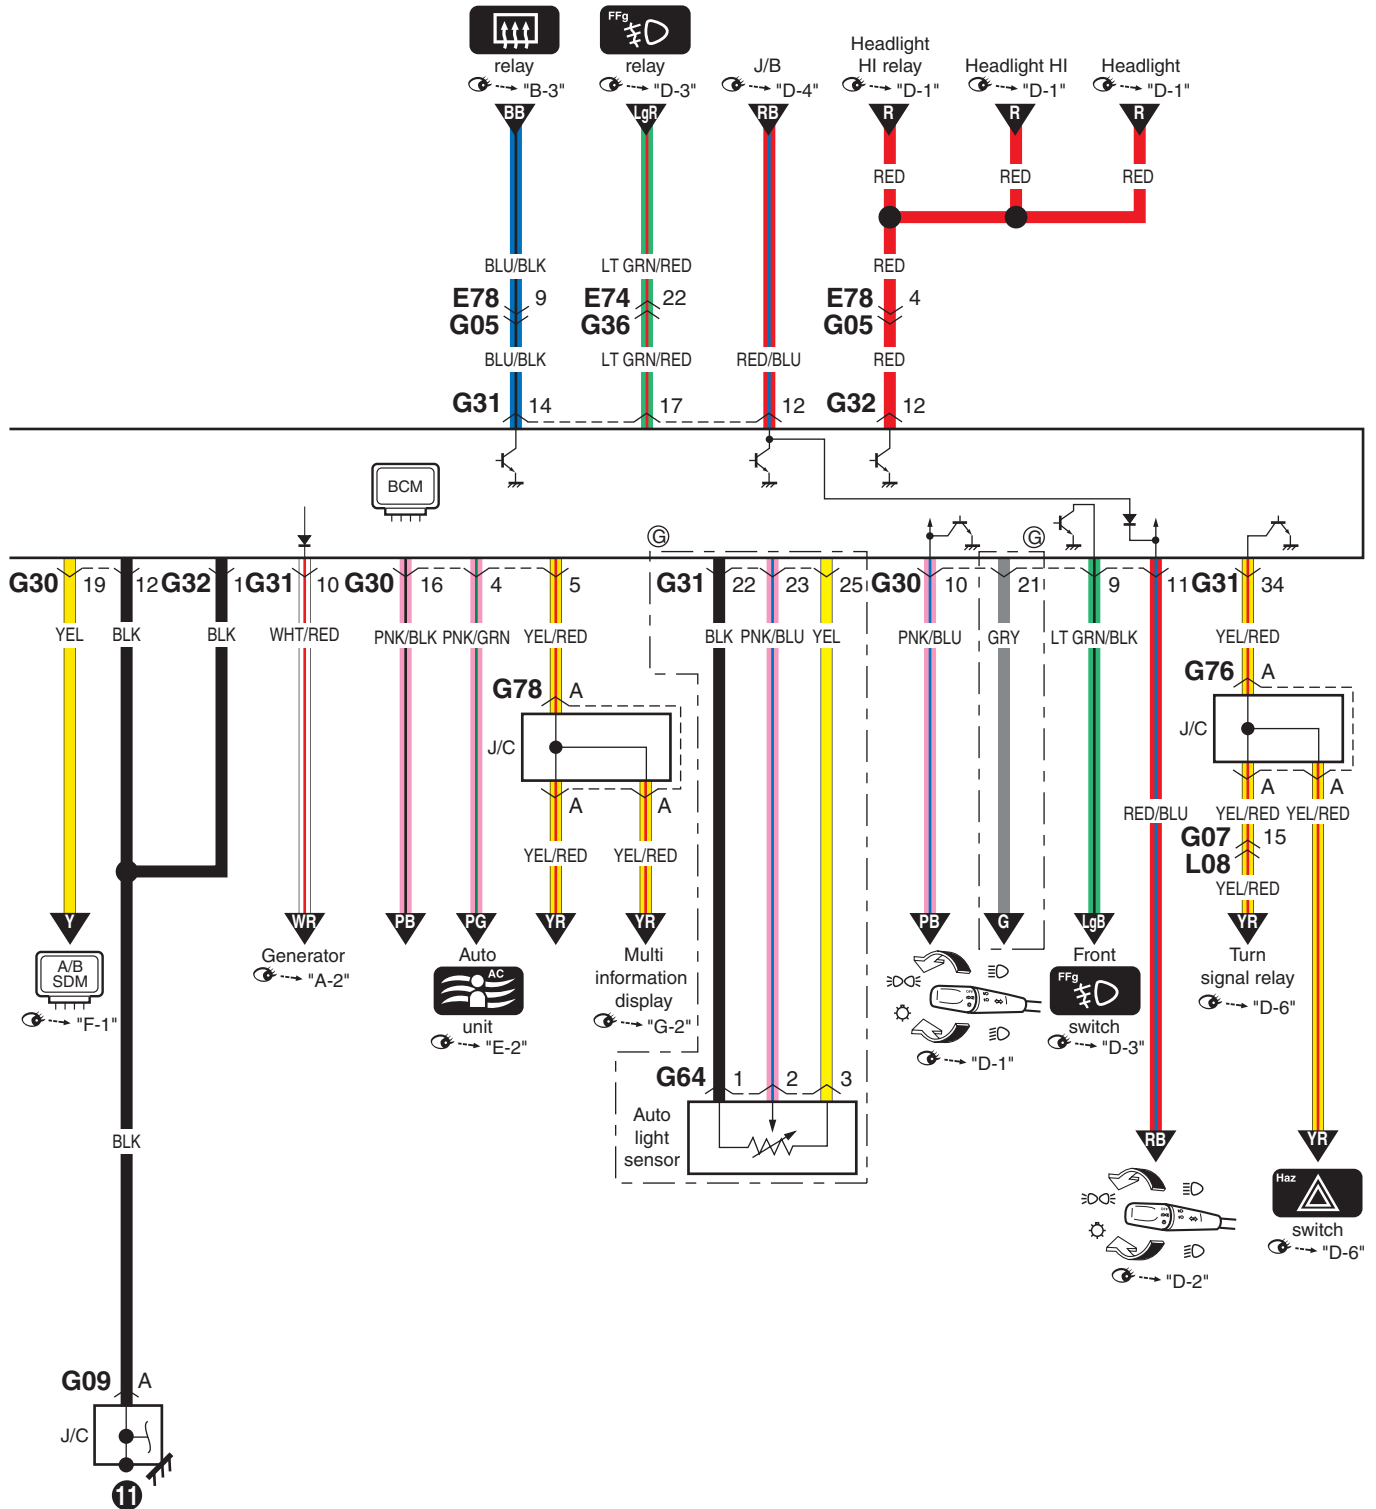 FFg
relay
"B-3"
relay
"D-3"
J/B
"D-4"
Headlight
HI relay
"D-1"
Headlight HI
"D-1"
Headlight
"D-1"
BB
LgR
RB
R
R
R
RED
RED
RED
BLU/BLK
LT GRN/RED
RED
E78
9
G05
E74
22
G36
E78
4
G05
BLU/BLK
LT GRN/RED
RED/BLU
RED
G31
14
17
12
G32
12
BCM
G
G
G30
19
12
G32
1
G31
10
G30
16
4
5
G31
22
23
25
G30
10
21
9
11
G31
34
YEL
BLK
BLK
WHT/RED
PNK/BLK
PNK/GRN
YEL/RED
BLK
PNK/BLU
YEL
PNK/BLU
GRY
LT GRN/BLK
YEL/RED
G78
A
J/C
A
A
YEL/RED
YEL/RED
G76
A
J/C
A
A
RED/BLU
YEL/RED
YEL/RED
G07
15
L08
YEL/RED
Y
WR
PB
PG
YR
YR
PB
G
LgB
YR
A/B
SDM
"F-1"
Generator
"A-2"
Auto
AC
unit
"E-2"
Multi
information
display
"G-2"
OFF
"D-1"
Front
FFg
switch
"D-3"
Turn
signal relay
"D-6"
G64
1
2
3
Auto
light
sensor
BLK
RB
YR
OFF
"D-2"
Haz
switch
"D-6"
G09
A
J/C
11